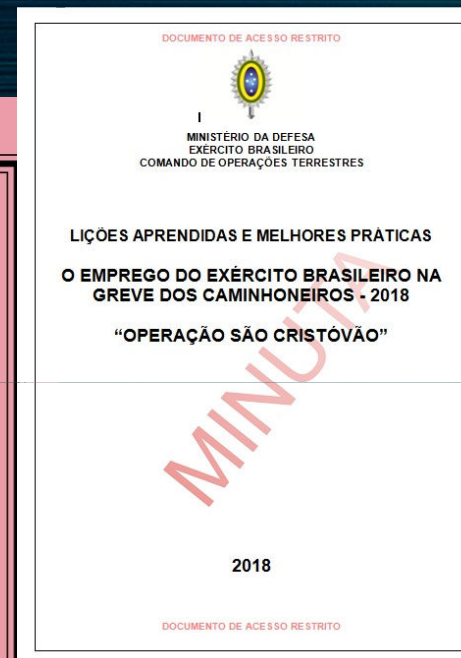 DOCUMENTO DE ACESSO RESTRITO
I
MINISTÉRIO DA DEFESA
EXÉRCITO BRASILEIRO
COMANDO DE OPERAÇÕES TERRESTRES
LIÇÕES APRENDIDAS E MELHORES PRÁTICAS
O EMPREGO DO EXÉRCITO BRASILEIRO NA
GREVE DOS CAMINHONEIROS - 2018
“OPERAÇÃO SÃO CRISTÓVÃO”
MINUTA
2018
DOCUMENTO DE ACESSO RESTRITO